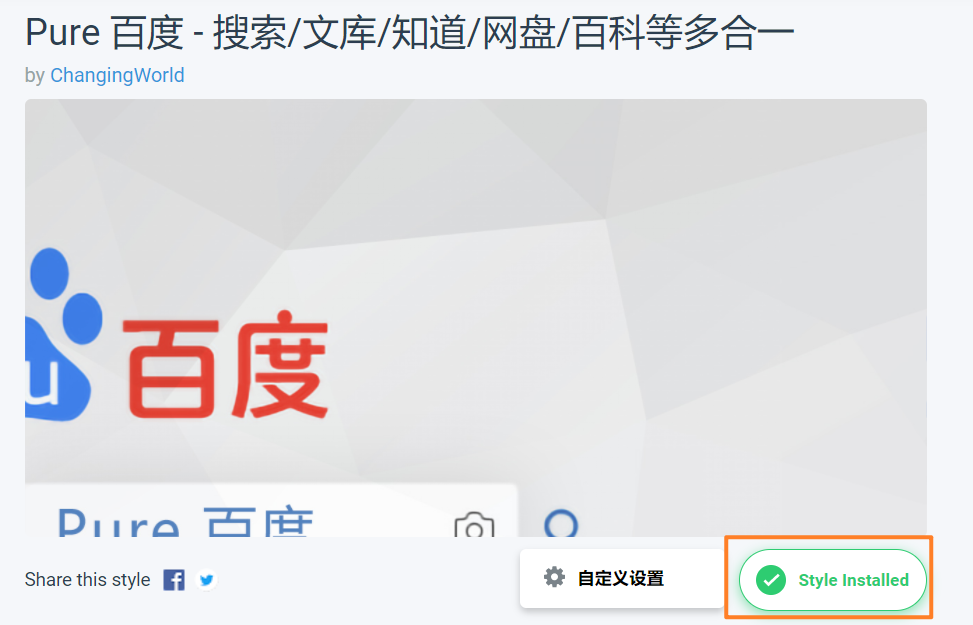 Pure 百度 - 搜索/文库/知道/网盘/百科等多合一
by ChangingWorld
u 百度
Pure 百度
Share this style
自定义设置
Style Installed